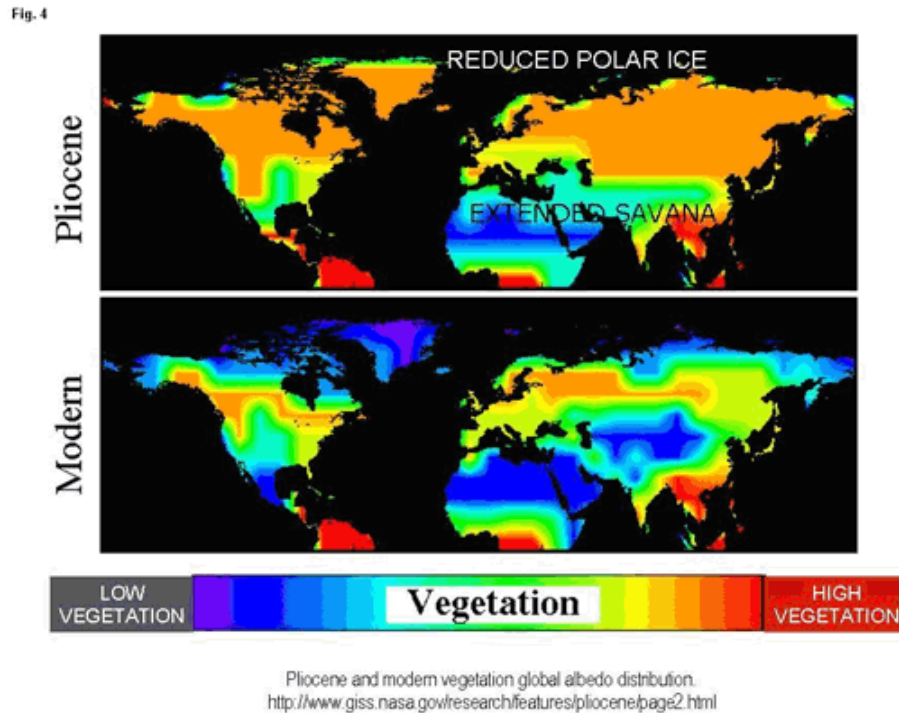 Fig. 4
REDUCED POLAR ICE
Pliocene
EXTENDED SAVANA
Modern
LOW
VEGETATION
Vegetation
HIGH
VEGETATION
Pliocene and modern vegetation global albedo distribution.
http://www.giss.nasa.gov/research/features/pliocene/page2.html